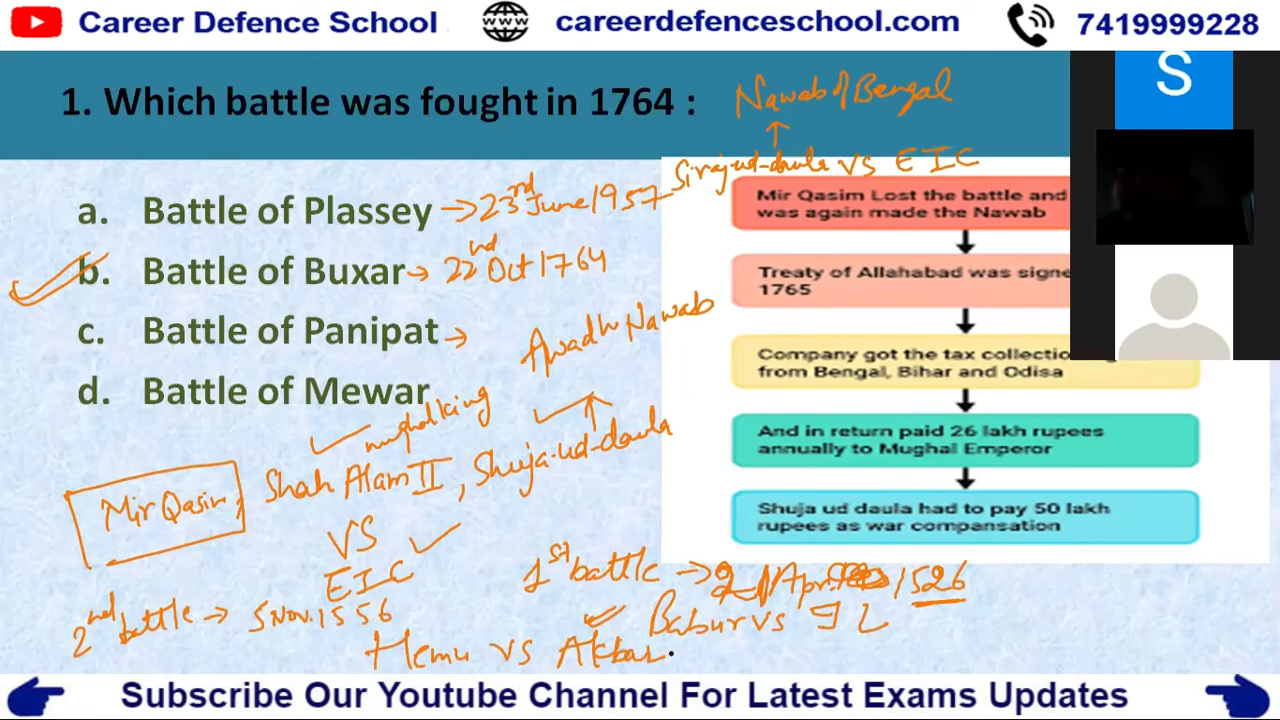 Career Defence School
careerdefenceschool.com
7419999228
1. Which battle was fought in 1764 :
Nawab of Bengal
S
Siraj-ud-daula VS EIC
a. Battle of Plassey → 23rd June 1957
b. Battle of Buxar → 22nd Oct 1764
c. Battle of Panipat →
d. Battle of Mewar
Awadh Nawab
mughal king
Mir Qasim, Shah Alam II, Shuja-ud-daula
VS
EIC
1st battle → 21 Apr 1526
Babur vs I L
2nd battle → 5 Nov. 1556
Hemu vs Akbar
Mir Qasim Lost the battle and
was again made the Nawab
Treaty of Allahabad was
1765
Company got the tax
from Bengal, Bihar and Odisa
And in return paid 26 lakh rupees
annually to Mughal Emperor
Shuja ud daula had to pay 50 lakh
rupees as war compansation
Subscribe Our Youtube Channel For Latest Exams Updates